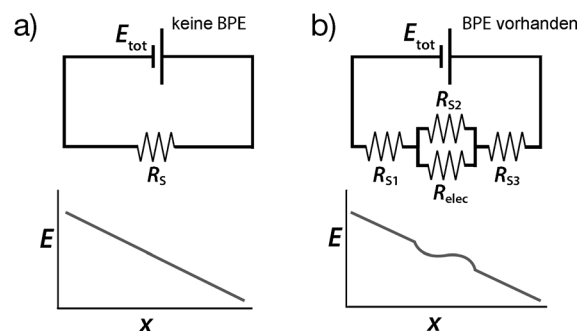 a)
keine BPE
E_tot
R_S
E
x
b)
BPE vorhanden
E_tot
R_S2
R_S1
R_elec
R_S3
E
x